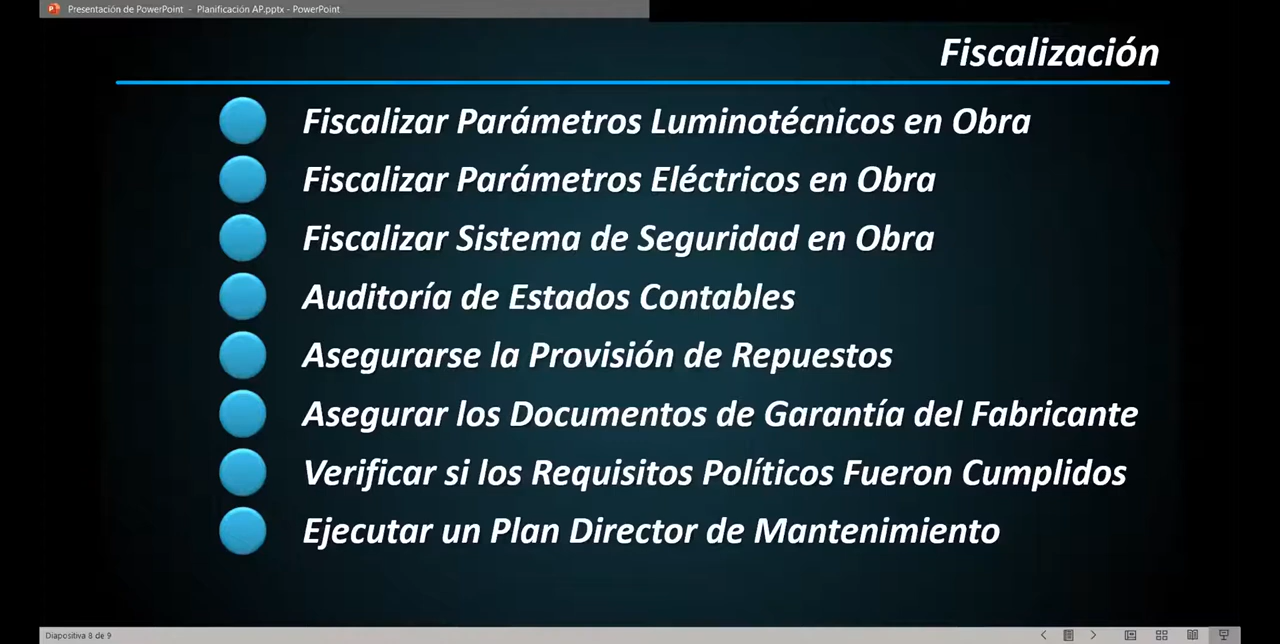 Presentación de PowerPoint - Planificación AP.pptx - PowerPoint
Fiscalización
Fiscalizar Parámetros Luminotécnicos en Obra
Fiscalizar Parámetros Eléctricos en Obra
Fiscalizar Sistema de Seguridad en Obra
Auditoría de Estados Contables
Asegurarse la Provisión de Repuestos
Asegurar los Documentos de Garantía del Fabricante
Verificar si los Requisitos Políticos Fueron Cumplidos
Ejecutar un Plan Director de Mantenimiento
Diapositiva 8 de 9